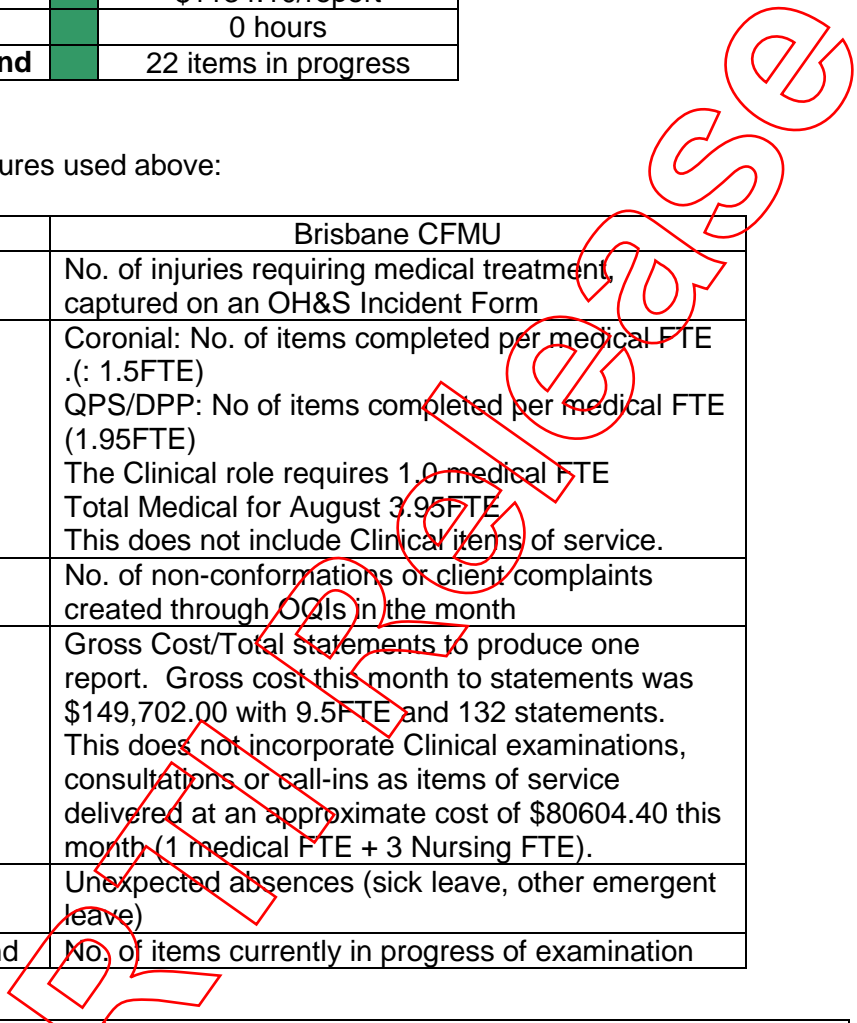 0 hours
nd 22 items in progress
ures used above:
Brisbane CFMU
No. of injuries requiring medical treatment,
captured on an OH&S Incident Form
Coronial: No. of items completed per medical FTE
.(: 1.5FTE)
QPS/DPP: No of items completed per medical FTE
(1.95FTE)
The Clinical role requires 1.0 medical FTE
Total Medical for August 3.95FTE
This does not include Clinical items of service.
No. of non-conformations or client complaints
created through OQIs in the month
Gross Cost/Total statements to produce one
report. Gross cost this month to statements was
$149,702.00 with 9.5FTE and 132 statements.
This does not incorporate Clinical examinations,
consultations or call-ins as items of service
delivered at an approximate cost of $80604.40 this
month (1 medical FTE + 3 Nursing FTE).
Unexpected absences (sick leave, other emergent
leave)
nd No. of items currently in progress of examination
RTI Release